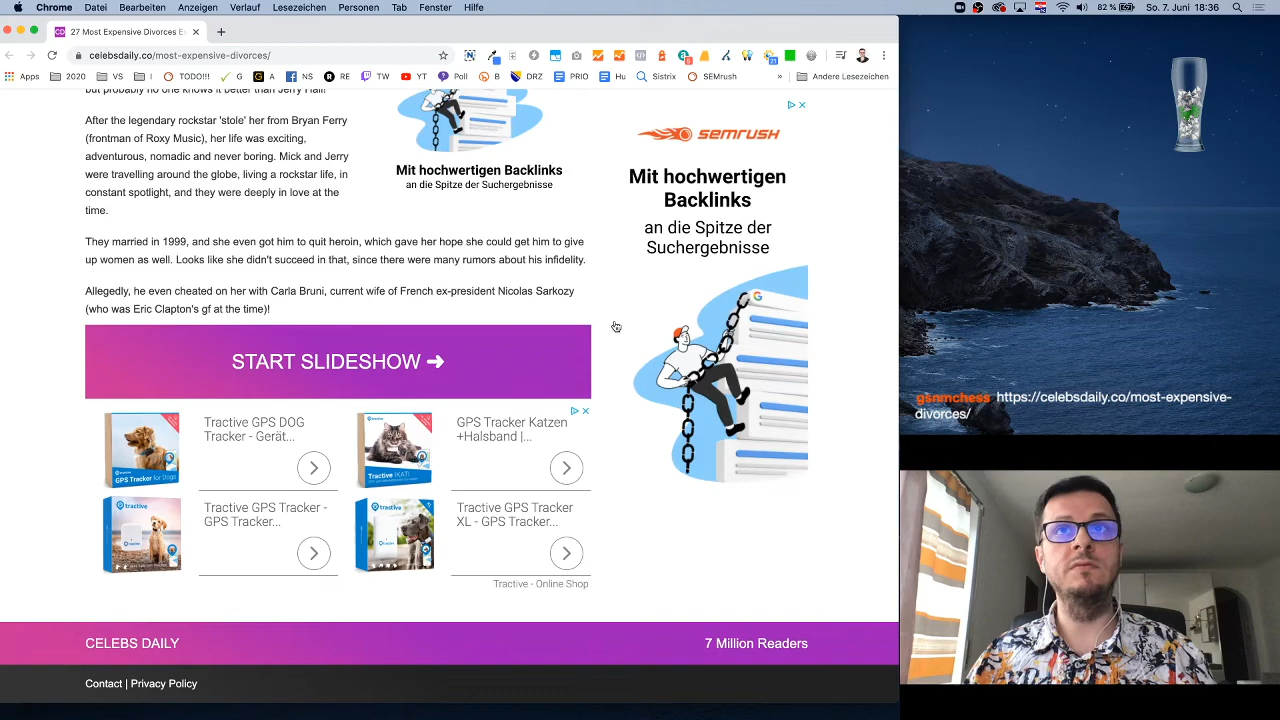 Chrome Datei Bearbeiten Anzeigen Verlauf Lesezeichen Personen Tab Fenster Hilfe
82 % So. 7. Juni 18:36
CD 27 Most Expensive Divorces E
celebsdaily.co/most-expensive-divorces/
Apps 2020 VS I TODO!!! G A NS RE TW YT Poll B DRZ PRIO Hu Sistrix SEMrush » Andere Lesezeichen
but probably no one knows it better than Jerry Hall!
After the legendary rockstar 'stole' her from Bryan Ferry
(frontman of Roxy Music), her life was exciting,
adventurous, nomadic and never boring. Mick and Jerry
were travelling around the globe, living a rockstar life, in
constant spotlight, and they were deeply in love at the
time.
Mit hochwertigen Backlinks
an die Spitze der Suchergebnisse
They married in 1999, and she even got him to quit heroin, which gave her hope she could get him to give
up women as well. Looks like she didn't succeed in that, since there were many rumors about his infidelity.
Allegedly, he even cheated on her with Carla Bruni, current wife of French ex-president Nicolas Sarkozy
(who was Eric Clapton's gf at the time)!
START SLIDESHOW ➜
Tractive GPS DOG
Tracker - Gerät...
GPS Tracker for Dogs
GPS Tracker Katzen
+Halsband |...
Tractive GPS Tracker -
GPS Tracker...
tractive
Tractive GPS Tracker
XL - GPS Tracker...
tractive
Tractive - Online Shop
semrush
Mit hochwertigen
Backlinks
an die Spitze der
Suchergebnisse
G
CELEBS DAILY
7 Million Readers
Contact | Privacy Policy
gsnmchess https://celebsdaily.co/most-expensive-
divorces/